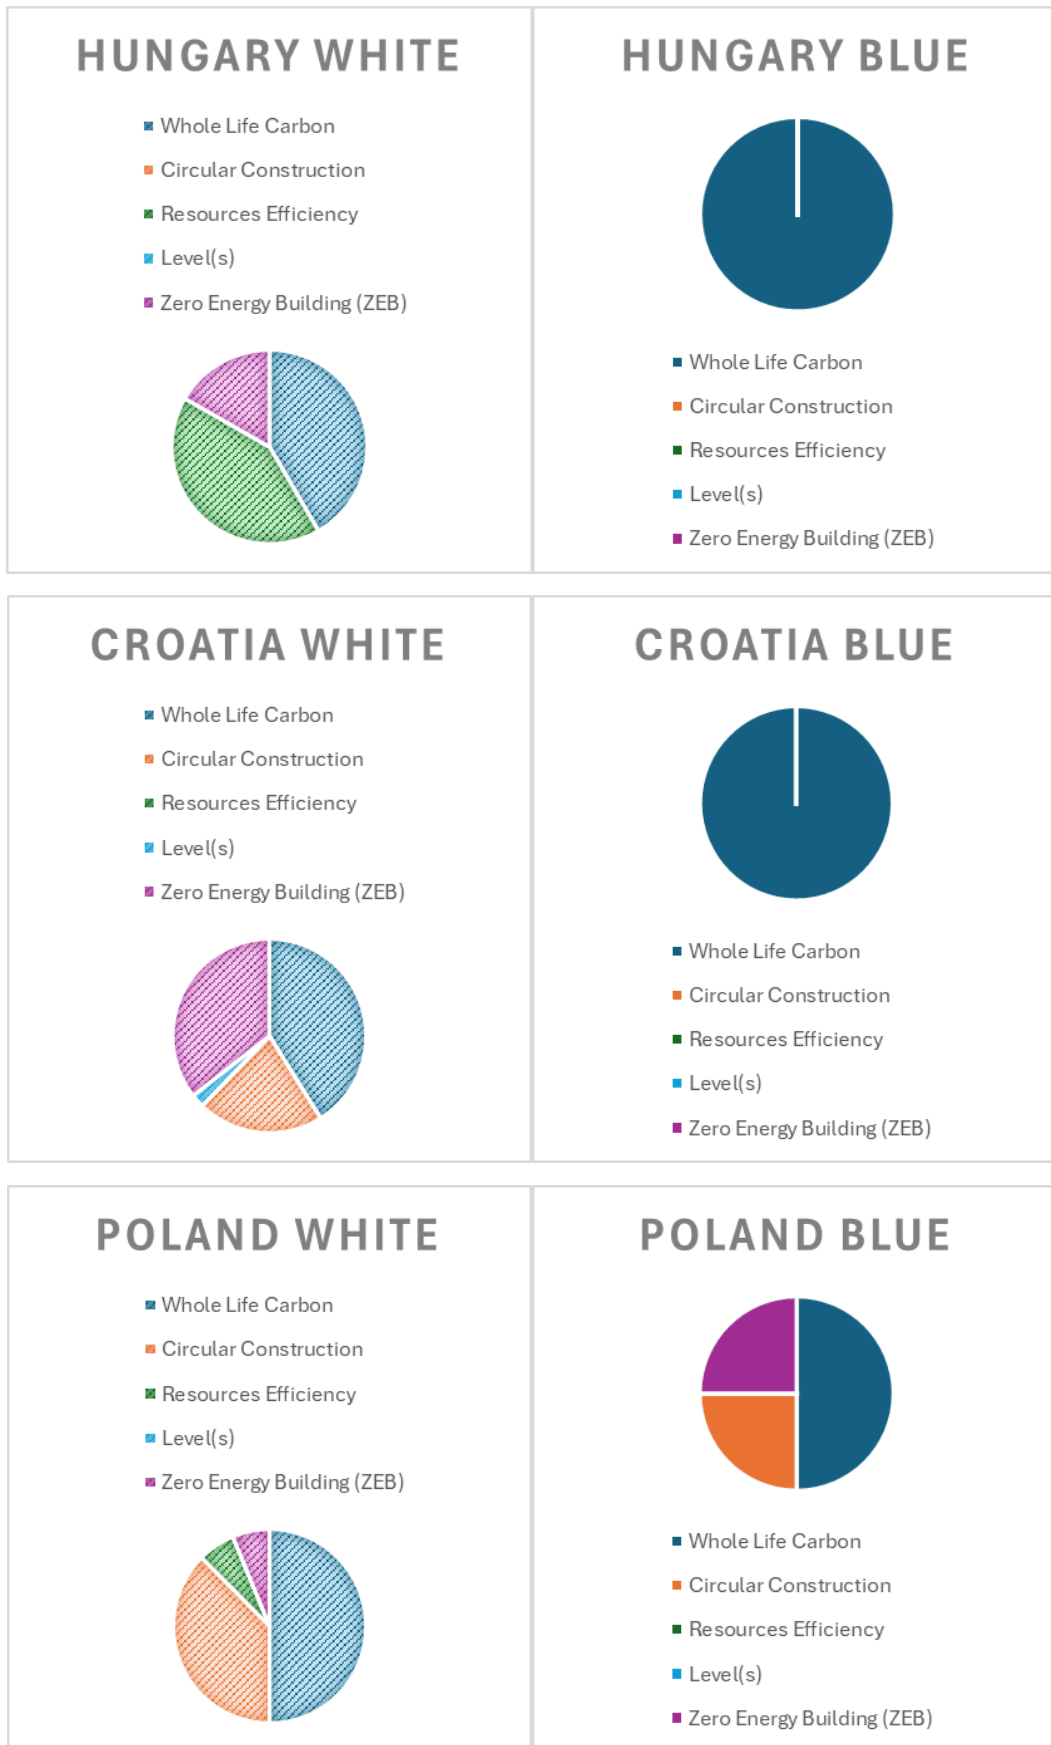 HUNGARY WHITE
Whole Life Carbon
Circular Construction
Resources Efficiency
Level(s)
Zero Energy Building (ZEB)
HUNGARY BLUE
Whole Life Carbon
Circular Construction
Resources Efficiency
Level(s)
Zero Energy Building (ZEB)
CROATIA WHITE
Whole Life Carbon
Circular Construction
Resources Efficiency
Level(s)
Zero Energy Building (ZEB)
CROATIA BLUE
Whole Life Carbon
Circular Construction
Resources Efficiency
Level(s)
Zero Energy Building (ZEB)
POLAND WHITE
Whole Life Carbon
Circular Construction
Resources Efficiency
Level(s)
Zero Energy Building (ZEB)
POLAND BLUE
Whole Life Carbon
Circular Construction
Resources Efficiency
Level(s)
Zero Energy Building (ZEB)